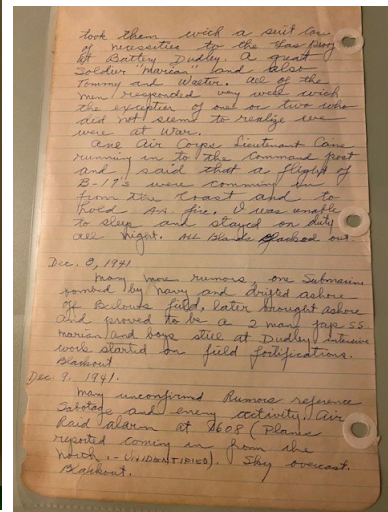 took them with a suit case
of necessities to the Gas proof
At Battery Dudley. A great
Soldier "Marian" and also
Tommy and Walter. All of the
men responded very well with
the exception of one or two who
did not seem to realize we
were at War.
One Air Corps Lieutenant Came
running in to the Command post
and said that a flight of
B-17's were comming in
from the Coast and to
hold A.A. fire. I was unable
to sleep and stayed on duty
all night. All Islands Blacked out.
Dec. 8, 1941
Many more rumors, one Submarine
bombed by navy and drifted ashore
off Belows field, later brought ashore
and proved to be a 2 man Jap SS.
Marian and boys still at Dudley intensive
work started on field fortifications.
Blackout
Dec. 9, 1941.
Many unconfirmed Rumors reference
Sabotage and enemy activity. Air
Raid alarm at 0608 (Planes
reported coming in from the
north - UNIDENTIFIED). Sky overcast.
Blackout.